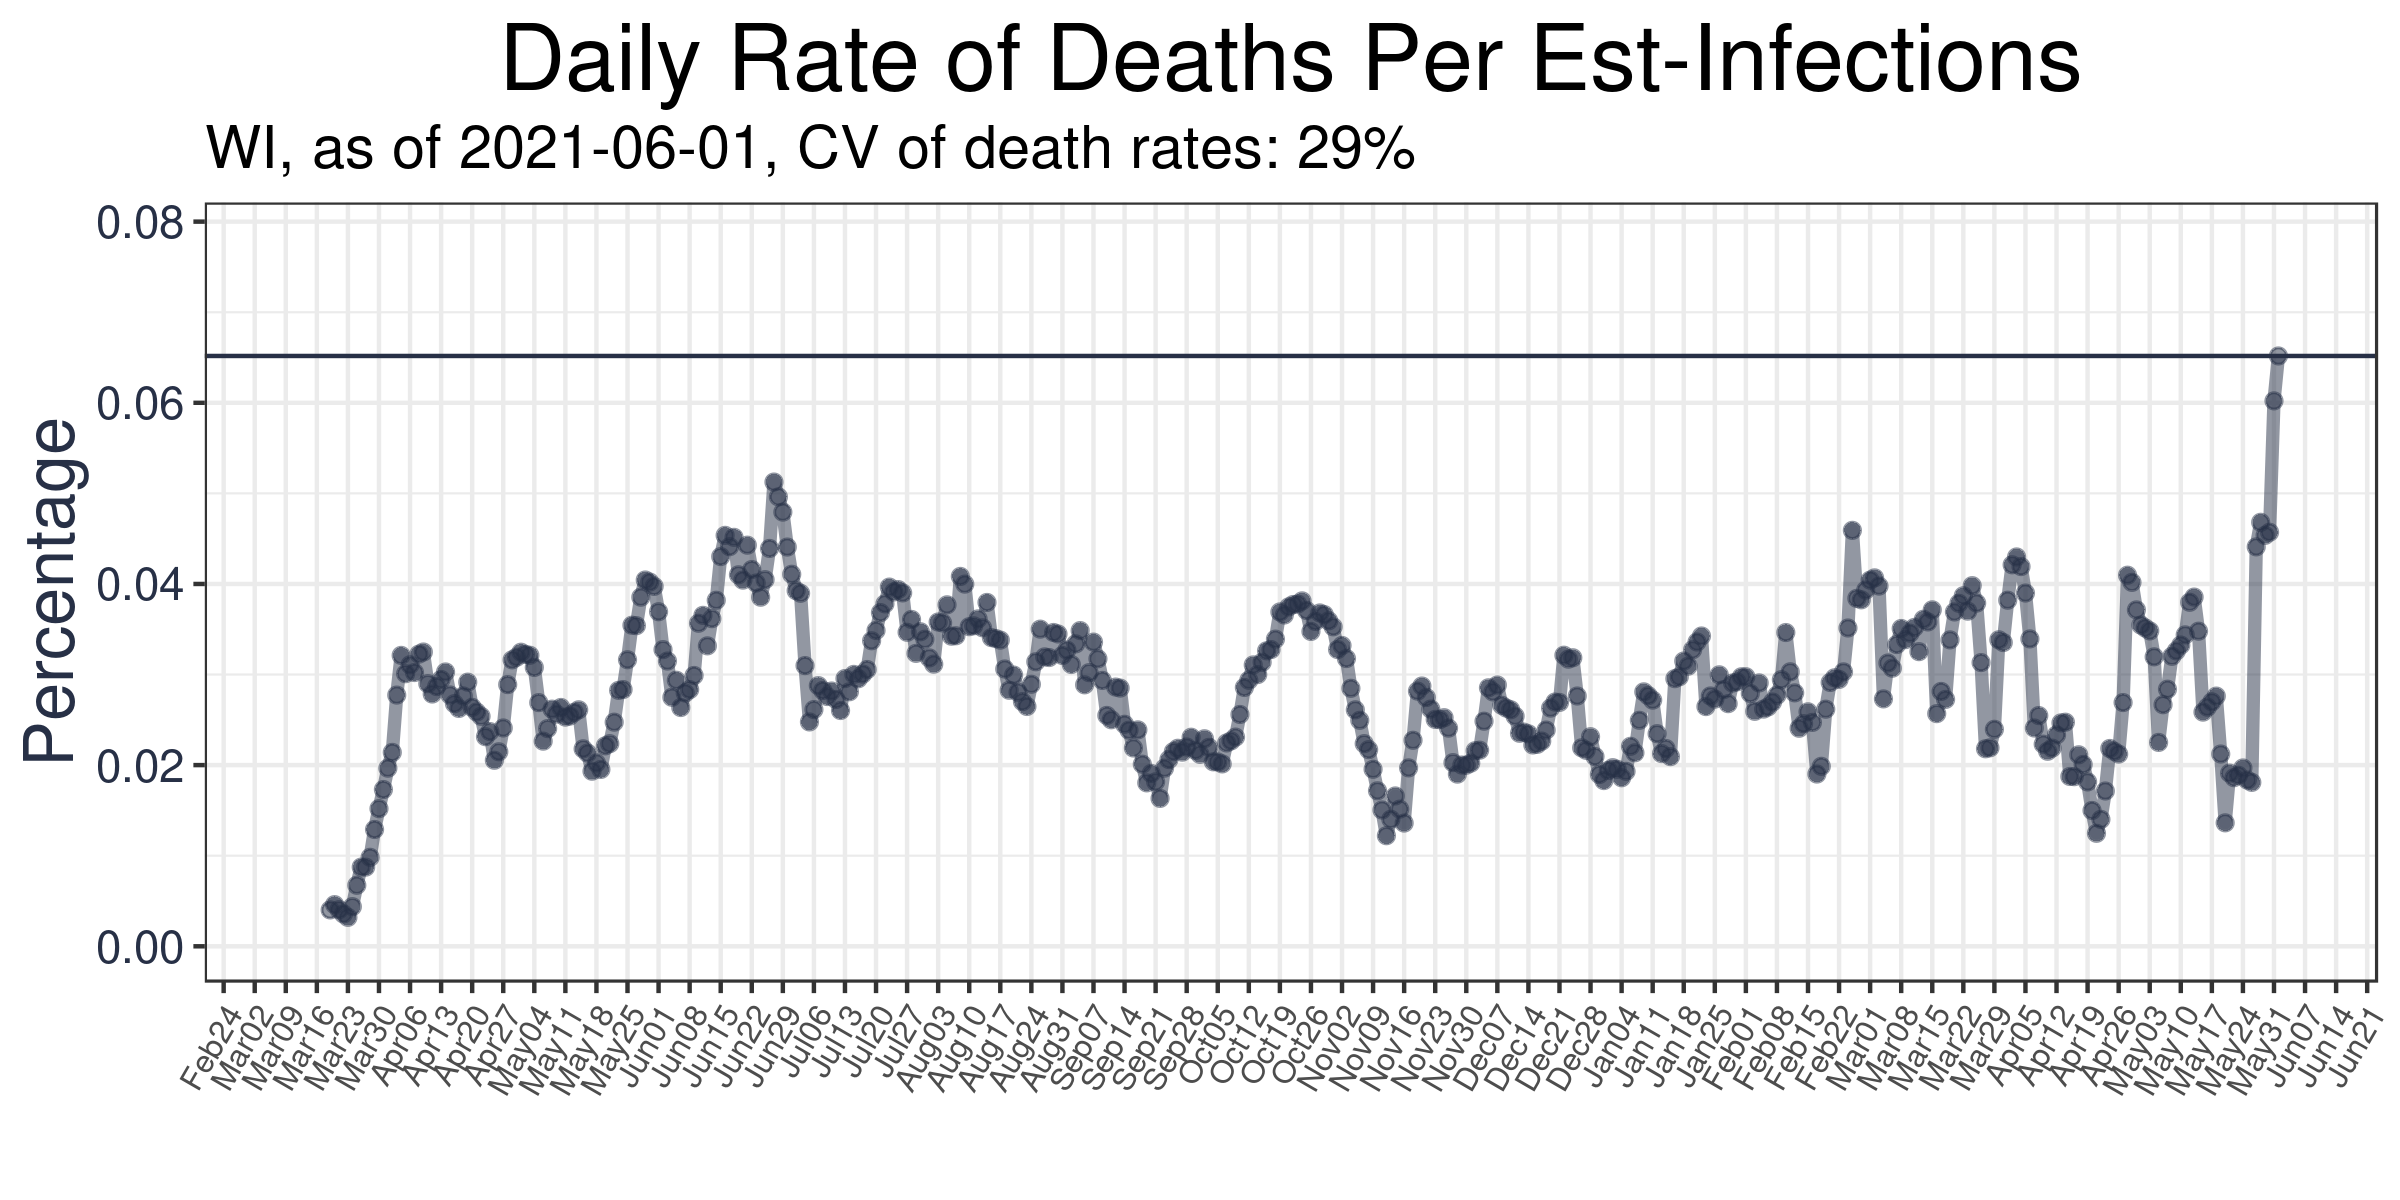 Daily Rate of Deaths Per Est-Infections
WI, as of 2021-06-01, CV of death rates: 29%
Percentage
0.08
0.06
0.04
0.02
0.00
Feb24
Mar02
Mar09
Mar16
Mar23
Mar30
Apr06
Apr13
Apr20
Apr27
May04
May11
May18
May25
Jun01
Jun08
Jun15
Jun22
Jun29
Jul06
Jul13
Jul20
Jul27
Aug03
Aug10
Aug17
Aug24
Aug31
Sep07
Sep14
Sep21
Sep28
Oct05
Oct12
Oct19
Oct26
Nov02
Nov09
Nov16
Nov23
Nov30
Dec07
Dec14
Dec21
Dec28
Jan04
Jan11
Jan18
Jan25
Feb01
Feb08
Feb15
Feb22
Mar01
Mar08
Mar15
Mar22
Mar29
Apr05
Apr12
Apr19
Apr26
May03
May10
May17
May24
May31
Jun07
Jun14
Jun21